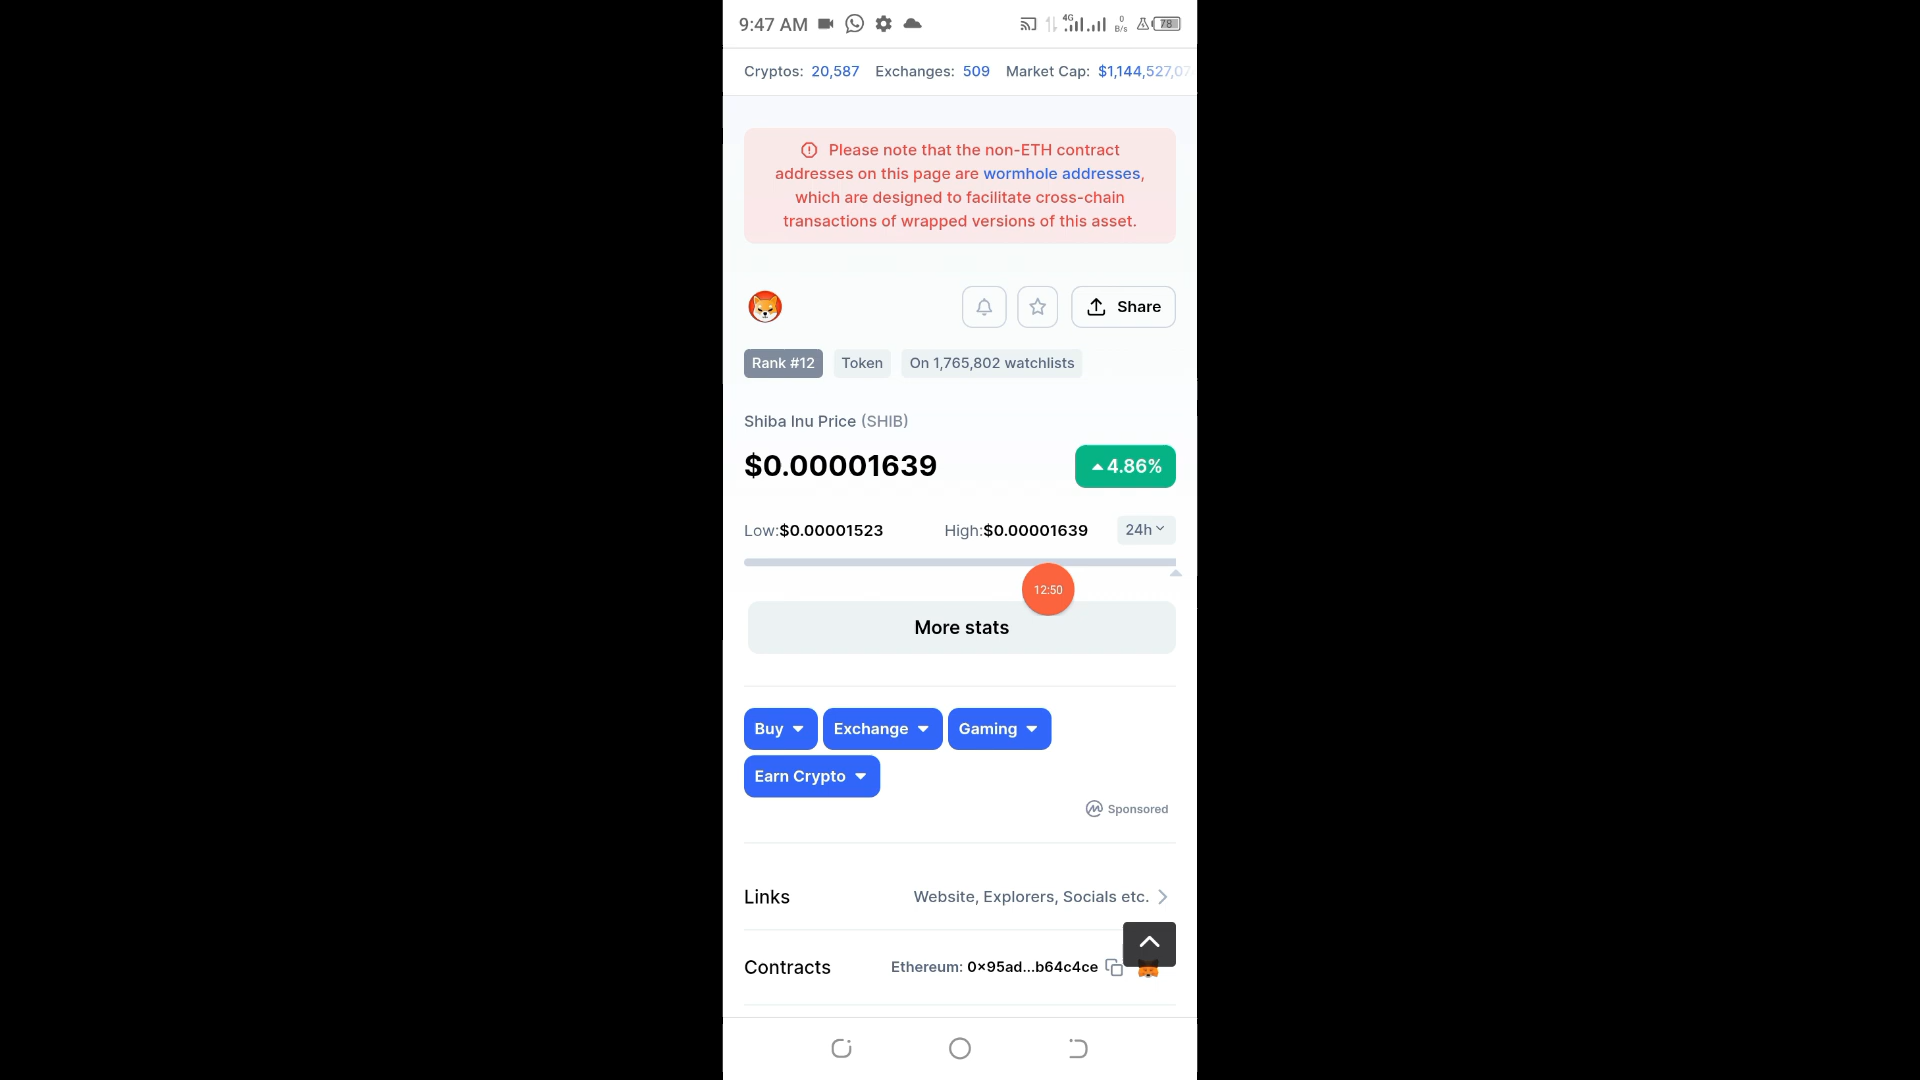 9:47 AM 4G 0 B/s 78
Cryptos: 20,587 Exchanges: 509 Market Cap: $1,144,527,07
Please note that the non-ETH contract
addresses on this page are wormhole addresses,
which are designed to facilitate cross-chain
transactions of wrapped versions of this asset.
Share
Rank #12 Token On 1,765,802 watchlists
Shiba Inu Price (SHIB)
$0.00001639 4.86%
Low:$0.00001523 High:$0.00001639 24h
12:50
More stats
Buy Exchange Gaming
Earn Crypto
Sponsored
Links Website, Explorers, Socials etc.
Contracts Ethereum: 0x95ad...b64c4ce